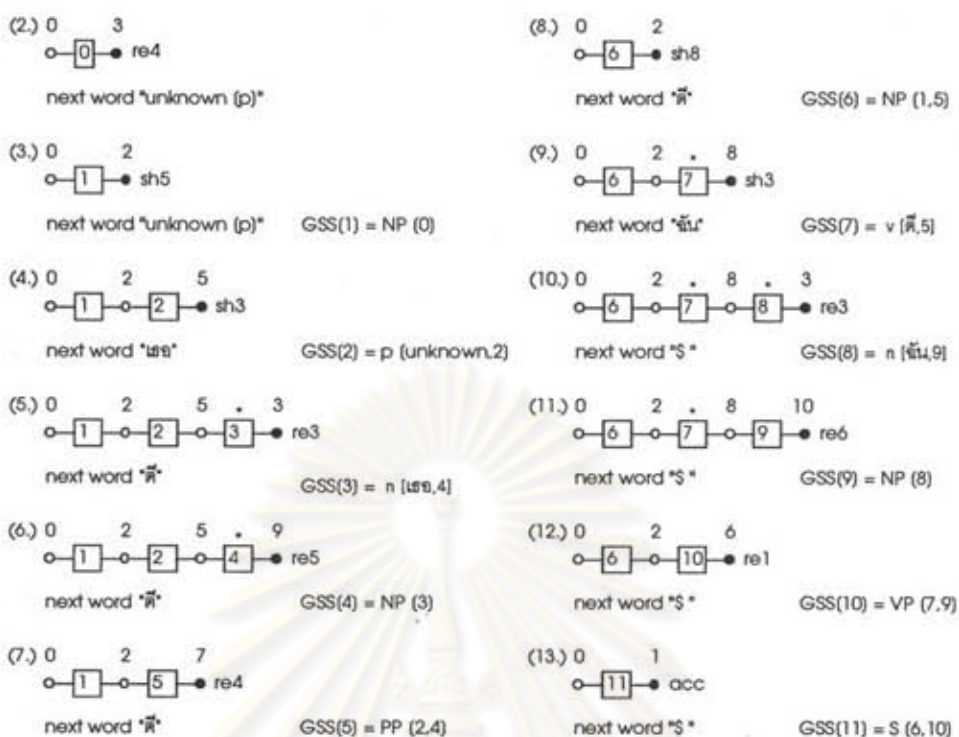 (2.) 0 3
0 re4
next word "unknown (p)"
(3.) 0 2
1 sh5
next word "unknown (p)" GSS(1) = NP (0)
(4.) 0 2 5
1 2 sh3
next word "เธอ" GSS(2) = p (unknown,2)
(5.) 0 2 5 * 3
1 2 3 re3
next word "ตี" GSS(3) = n [เธอ,4]
(6.) 0 2 5 * 9
1 2 4 re5
next word "ตี" GSS(4) = NP (3)
(7.) 0 2 7
1 5 re4
next word "ตี" GSS(5) = PP (2,4)
(8.) 0 2
6 sh8
next word "ตี" GSS(6) = NP (1,5)
(9.) 0 2 * 8
6 7 sh3
next word "ฉัน" GSS(7) = v [ตี,5]
(10.) 0 2 * 8 * 3
6 7 8 re3
next word "$ " GSS(8) = n [ฉัน,9]
(11.) 0 2 * 8 10
6 7 9 re6
next word "$ " GSS(9) = NP (8)
(12.) 0 2 6
6 10 re1
next word "$ " GSS(10) = VP (7,9)
(13.) 0 1
11 acc
next word "$ " GSS(11) = S (6,10)